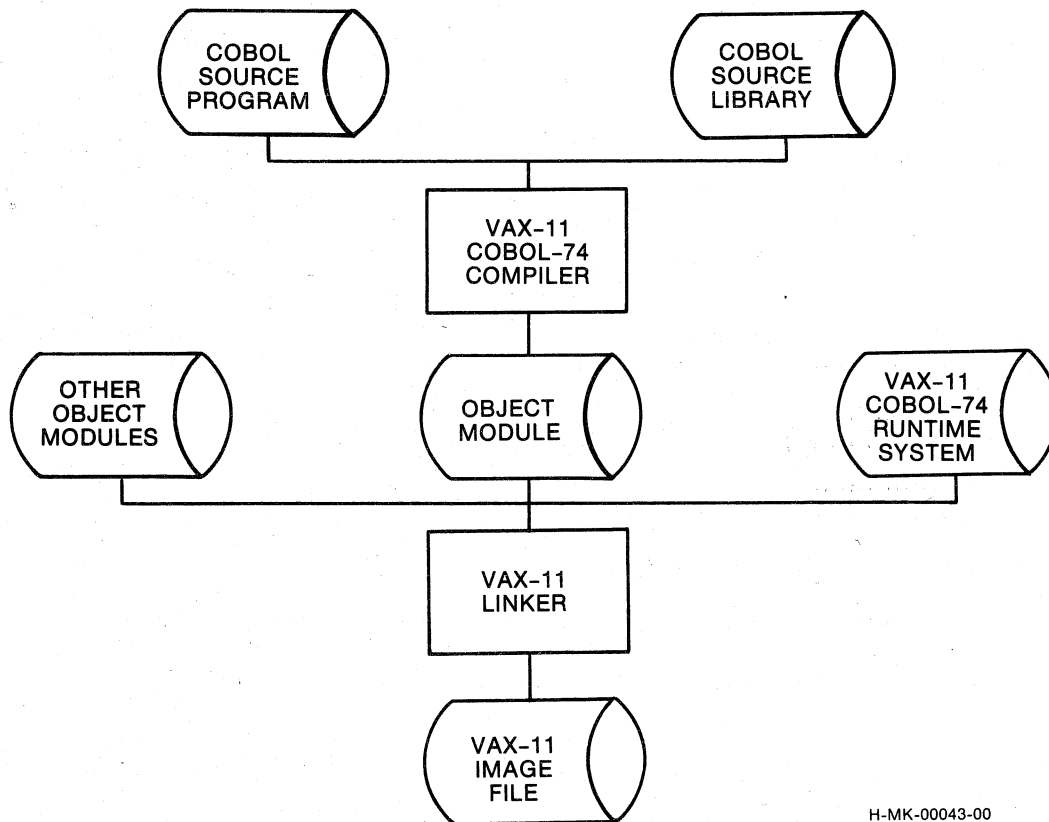 COBOL
SOURCE
PROGRAM
COBOL
SOURCE
LIBRARY
VAX-11
COBOL-74
COMPILER
OTHER
OBJECT
MODULES
OBJECT
MODULE
VAX-11
COBOL-74
RUNTIME
SYSTEM
VAX-11
LINKER
VAX-11
IMAGE
FILE
H-MK-00043-00